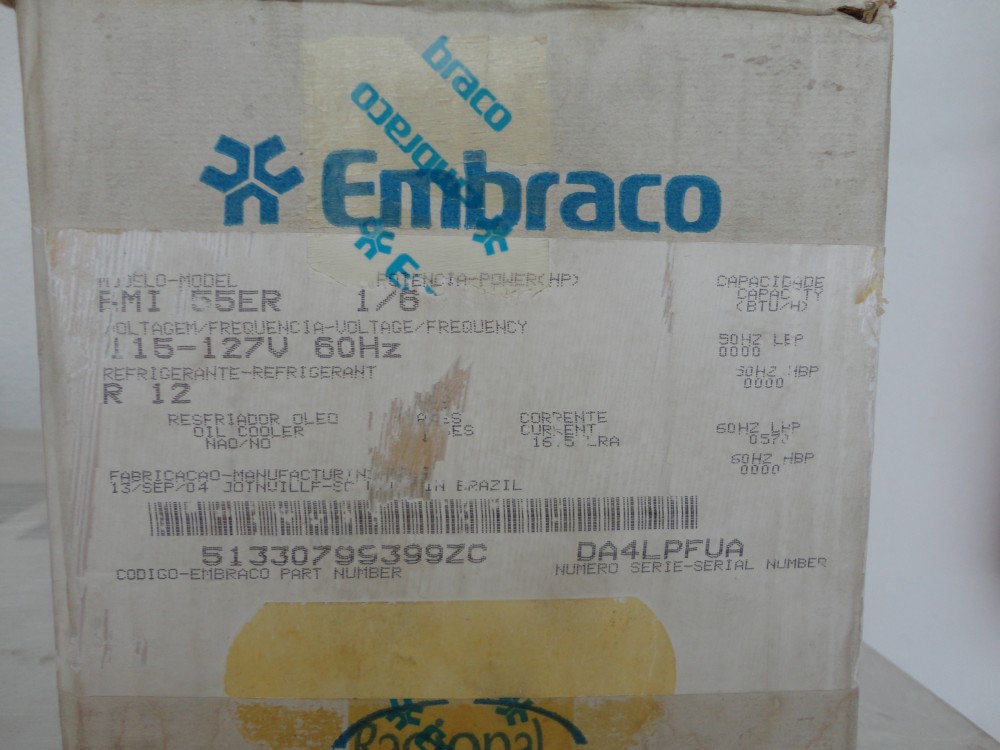 braco
Embraco
Embraco
MODELO-MODEL POTENCIA-POWER(HP)
55ER 1/6
VOLTAGEM/FREQUENCIA-VOLTAGE/FREQUENCY
115-127V 60Hz
REFRIGERANTE-REFRIGERANT
R 12
RESFRIADOR OLEO
OIL COOLER
NAO/NO
CORRENTE
CURRENT
16.5 LRA
FABRICACAO-MANUFACTURING
13/SEP/04 JOINVILLE-SC IN BRAZIL
CAPACIDADE
CAPACITY
(BTU/H)
50HZ LBP
0000
50HZ HBP
0000
60HZ LBP
60HZ HBP
0000
51330799399ZC DA4LPFUA
CODIGO-EMBRACO PART NUMBER NUMERO SERIE-SERIAL NUMBER